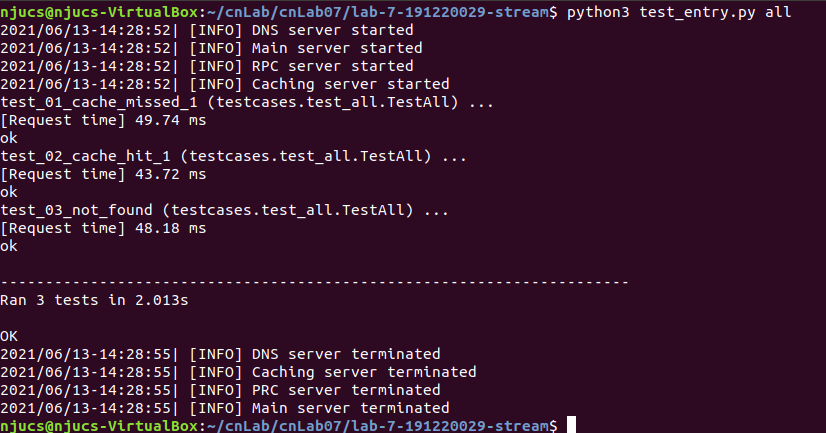 njucs@njucs-VirtualBox:~/cnLab/cnLab07/lab-7-191220029-stream$ python3 test_entry.py all
2021/06/13-14:28:52| [INFO] DNS server started
2021/06/13-14:28:52| [INFO] Main server started
2021/06/13-14:28:52| [INFO] RPC server started
2021/06/13-14:28:52| [INFO] Caching server started
test_01_cache_missed_1 (testcases.test_all.TestAll) ...
[Request time] 49.74 ms
ok
test_02_cache_hit_1 (testcases.test_all.TestAll) ...
[Request time] 43.72 ms
ok
test_03_not_found (testcases.test_all.TestAll) ...
[Request time] 48.18 ms
ok
----------------------------------------------------------------------
Ran 3 tests in 2.013s
OK
2021/06/13-14:28:55| [INFO] DNS server terminated
2021/06/13-14:28:55| [INFO] Caching server terminated
2021/06/13-14:28:55| [INFO] PRC server terminated
2021/06/13-14:28:55| [INFO] Main server terminated
njucs@njucs-VirtualBox:~/cnLab/cnLab07/lab-7-191220029-stream$